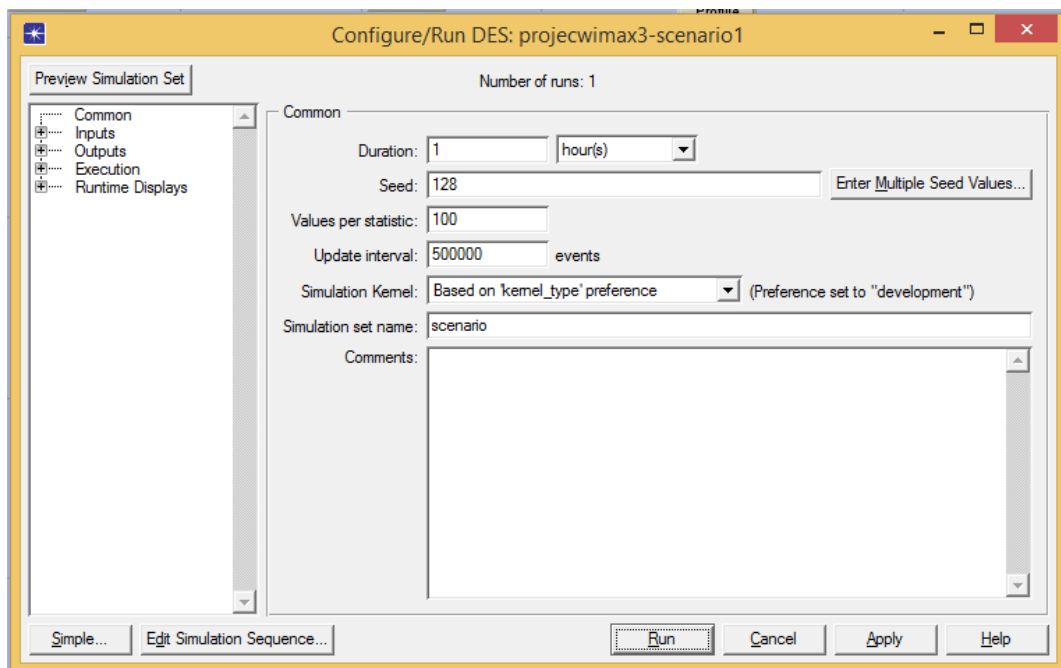 Profile
Configure/Run DES: projecwimax3-scenario1
Preview Simulation Set
Number of runs: 1
Common
Inputs
Outputs
Execution
Runtime Displays
Common
Duration: 1 hour(s)
Seed: 128 Enter Multiple Seed Values...
Values per statistic: 100
Update interval: 500000 events
Simulation Kernel: Based on 'kernel_type' preference (Preference set to "development")
Simulation set name: scenario
Comments:
Simple... Edit Simulation Sequence... Run Cancel Apply Help